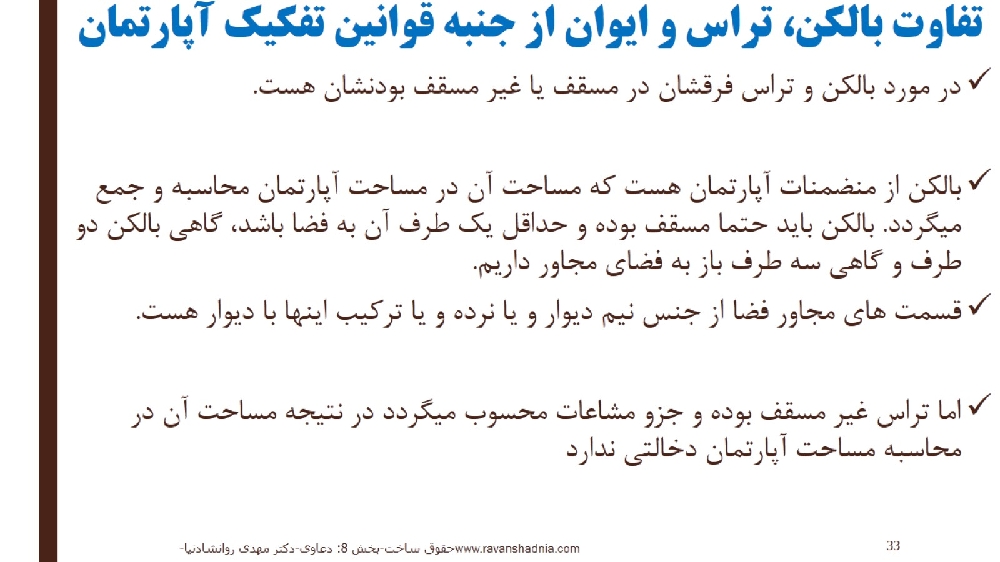 تفاوت بالکن، تراس و ایوان از جنبه قوانین تفکیک آپارتمان
✓ در مورد بالکن و تراس فرقشان در مسقف یا غیر مسقف بودنشان هست.
✓ بالکن از منضمنات آپارتمان هست که مساحت آن در مساحت آپارتمان محاسبه و جمع
میگردد. بالکن باید حتما مسقف بوده و حداقل یک طرف آن به فضا باشد، گاهی بالکن دو
طرف و گاهی سه طرف باز به فضای مجاور داریم.
✓ قسمت های مجاور فضا از جنس نیم دیوار و یا نرده و یا ترکیب اینها با دیوار هست.
✓ اما تراس غیر مسقف بوده و جزو مشاعات محسوب میگردد در نتیجه مساحت آن در
محاسبه مساحت آپارتمان دخالتی ندارد
حقوق ساخت-بخش 8: دعاوی-دکتر مهدی روانشادنیا-www.ravanshadnia.com
33